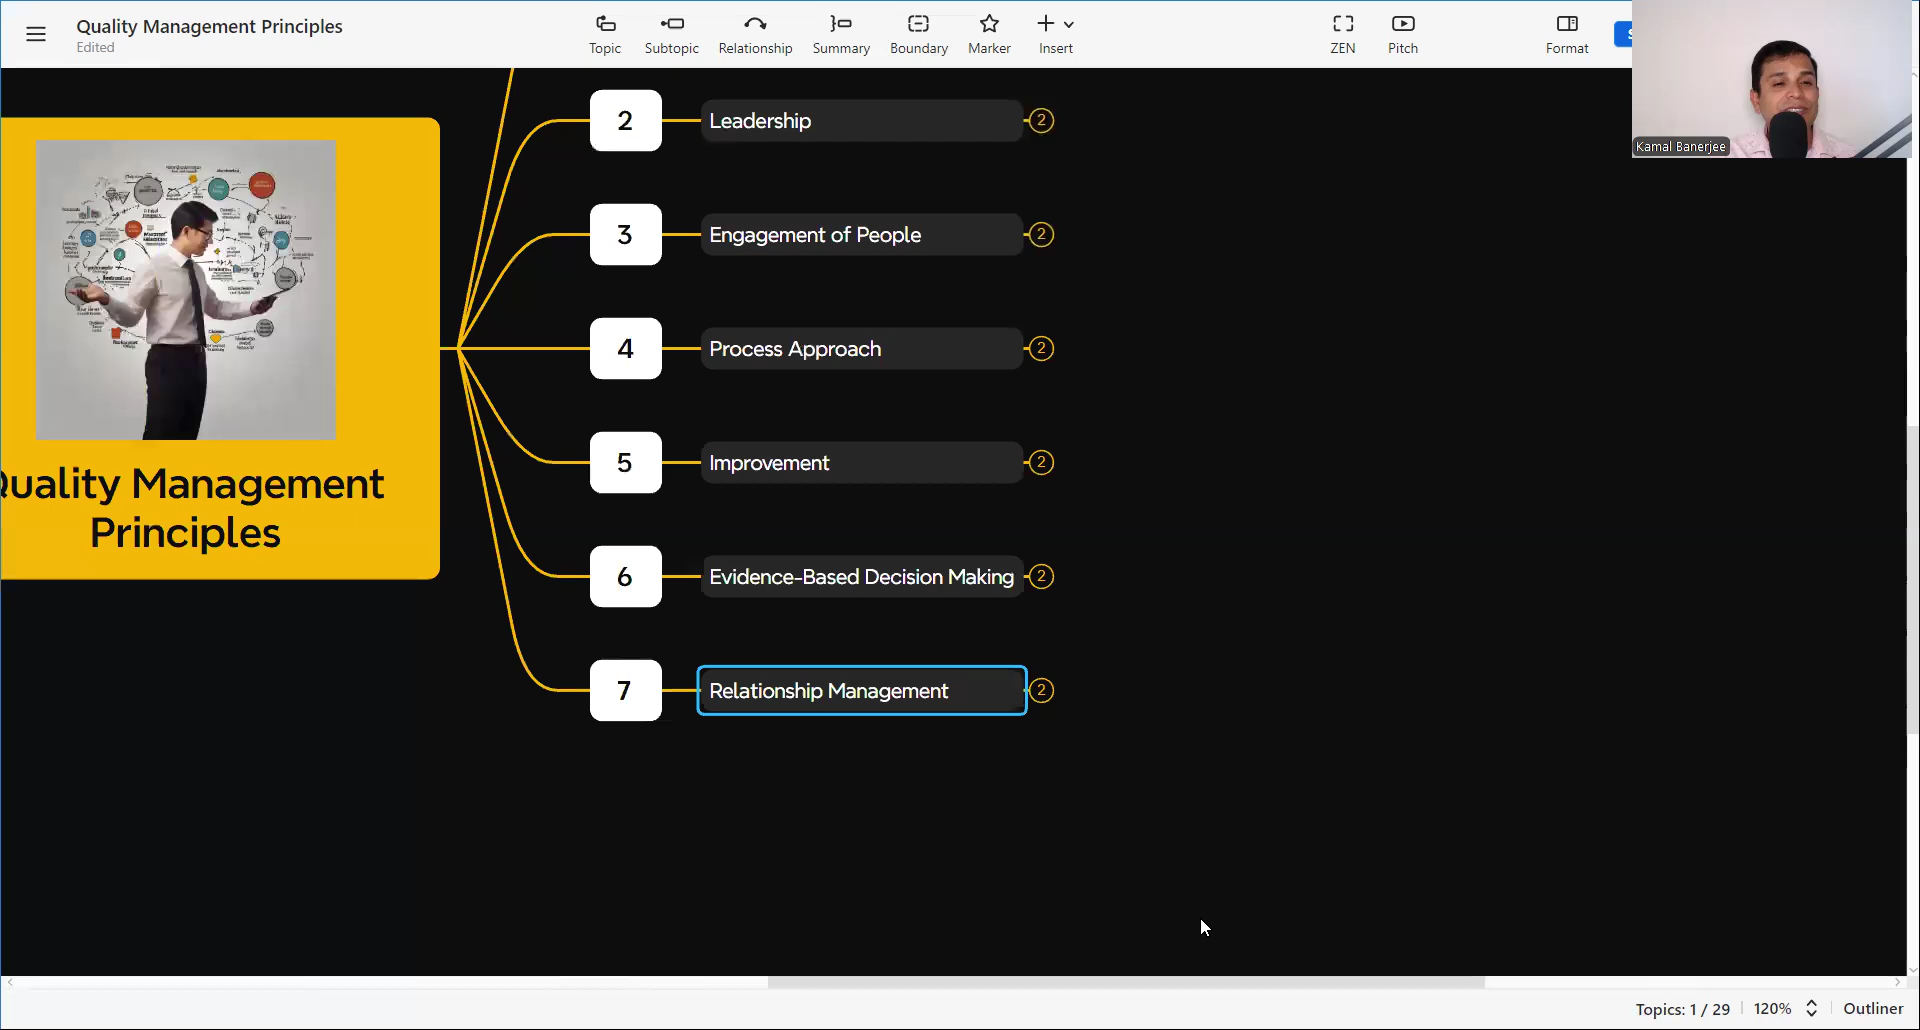 Quality Management Principles
Edited
Topic
Subtopic
Relationship
Summary
Boundary
Marker
Insert
ZEN
Pitch
Format
Kamal Banerjee
2 Leadership 2
3 Engagement of People 2
4 Process Approach 2
5 Improvement 2
6 Evidence-Based Decision Making 2
7 Relationship Management 2
Quality Management
Principles
Topics: 1 / 29
120%
Outliner